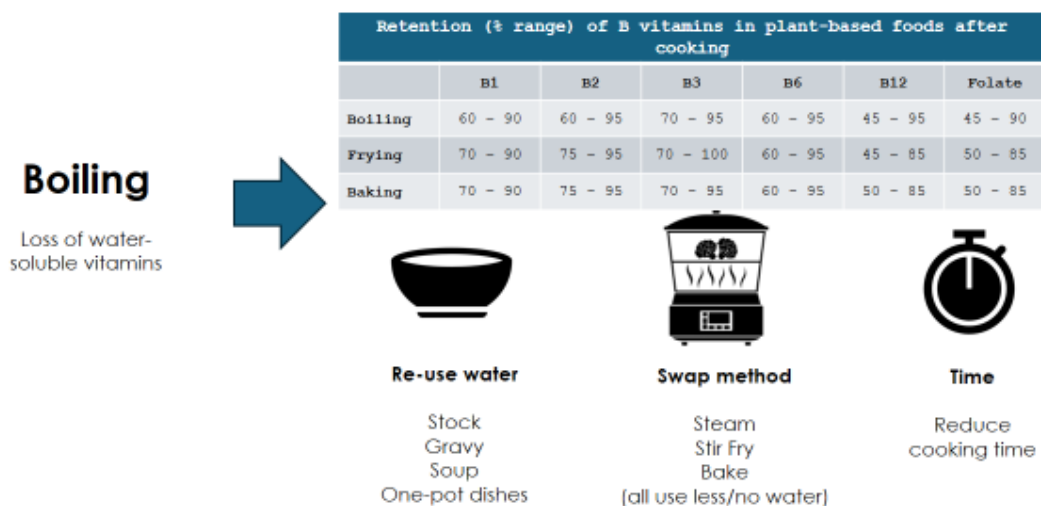 Retention (% range) of B vitamins in plant-based foods after
cooking
B1 B2 B3 B6 B12 Folate
Boiling 60 - 90 60 - 95 70 - 95 60 - 95 45 - 95 45 - 90
Frying 70 - 90 75 - 95 70 - 100 60 - 95 45 - 85 50 - 85
Baking 70 - 90 75 - 95 70 - 95 60 - 95 50 - 85 50 - 85
Boiling
Loss of water-
soluble vitamins
Re-use water
Stock
Gravy
Soup
One-pot dishes
Swap method
Steam
Stir Fry
Bake
(all use less/no water)
Time
Reduce
cooking time